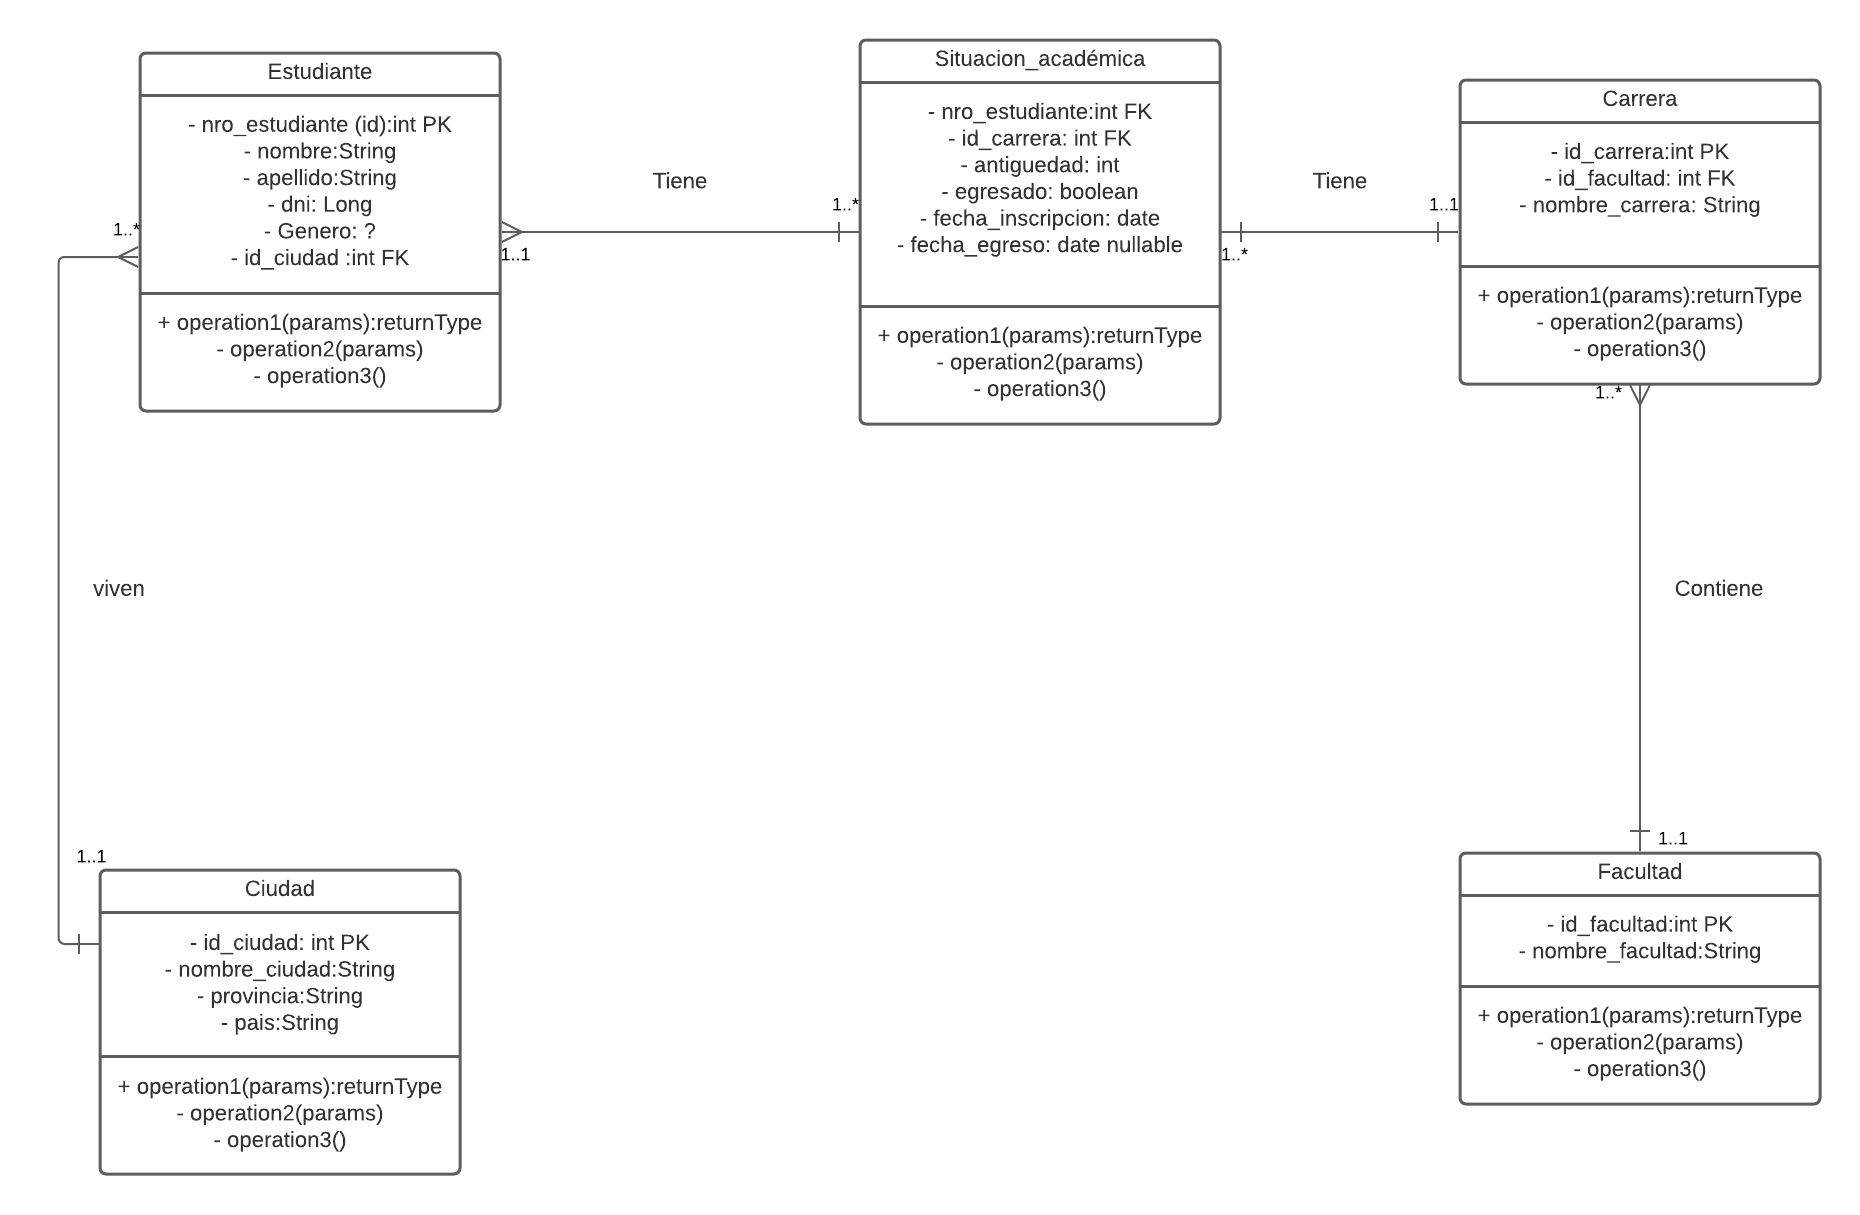 Estudiante
- nro_estudiante (id):int PK
- nombre:String
- apellido:String
- dni: Long
- Genero: ?
- id_ciudad :int FK
+ operation1(params):returnType
- operation2(params)
- operation3()
1..*
1..1
Tiene
1..*
Situacion_académica
- nro_estudiante:int FK
- id_carrera: int FK
- antiguedad: int
- egresado: boolean
- fecha_inscripcion: date
- fecha_egreso: date nullable
+ operation1(params):returnType
- operation2(params)
- operation3()
1..*
Tiene
1..1
Carrera
- id_carrera:int PK
- id_facultad: int FK
- nombre_carrera: String
+ operation1(params):returnType
- operation2(params)
- operation3()
1..*
viven
Contiene
1..1
Ciudad
- id_ciudad: int PK
- nombre_ciudad:String
- provincia:String
- pais:String
+ operation1(params):returnType
- operation2(params)
- operation3()
1..1
Facultad
- id_facultad:int PK
- nombre_facultad:String
+ operation1(params):returnType
- operation2(params)
- operation3()